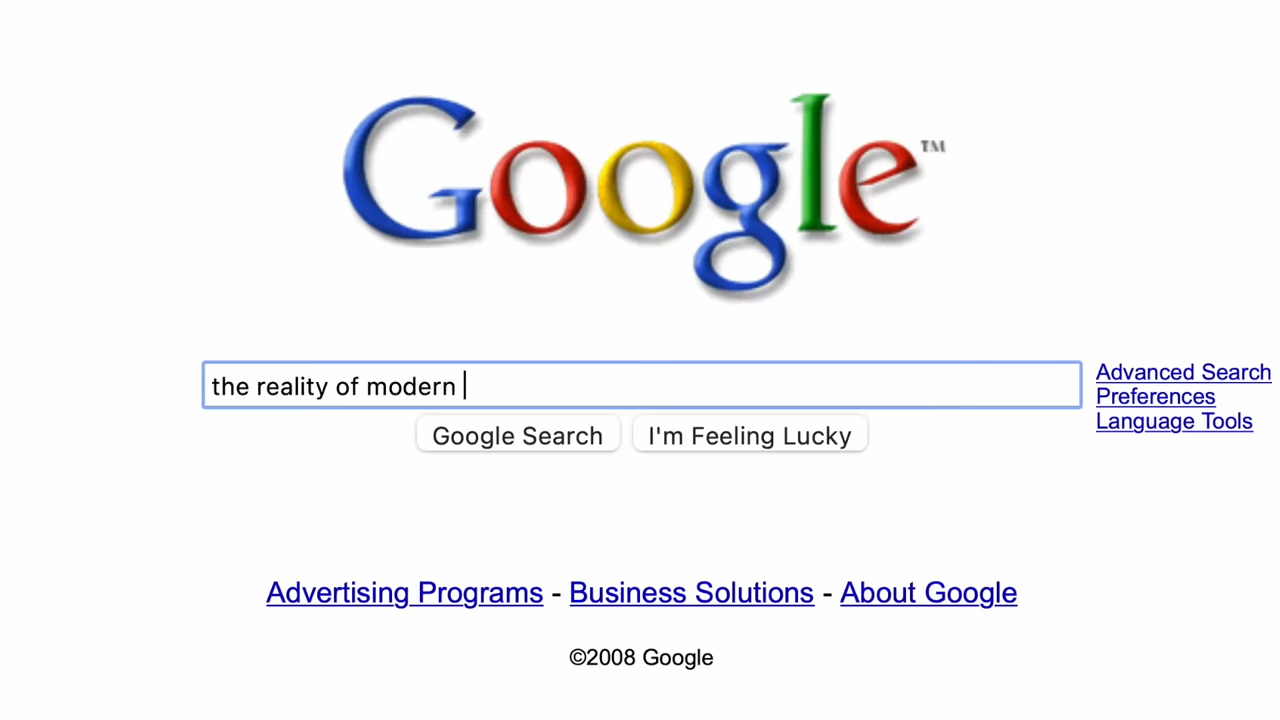 Google™
the reality of modern
Advanced Search
Preferences
Language Tools
Google Search I'm Feeling Lucky
Advertising Programs - Business Solutions - About Google
©2008 Google